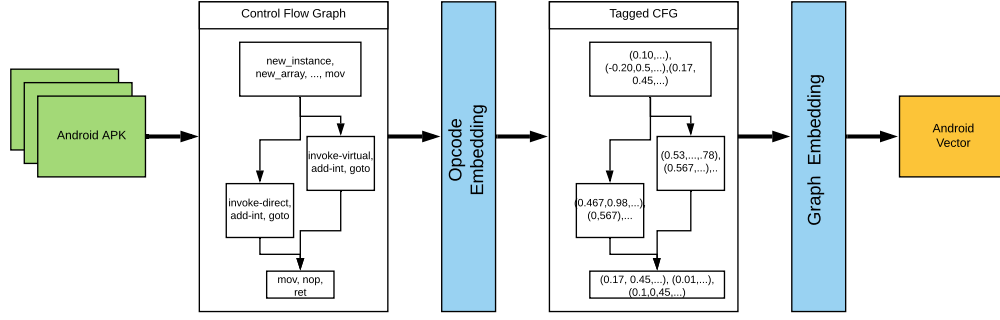 Android APK
Control Flow Graph
new_instance,
new_array, ..., mov
invoke-virtual,
add-int, goto
invoke-direct,
add-int, goto
mov, nop,
ret
Opcode
Embedding
Tagged CFG
(0.10,...),
(-0.20,0.5,...),(0.17,
0.45,...)
(0.53,...,.78),
(0.567,...),..
(0.467,0.98,...),
(0,567),...
(0.17, 0.45,...), (0.01,...),
(0.1,0,45,...)
Graph Embedding
Android
Vector